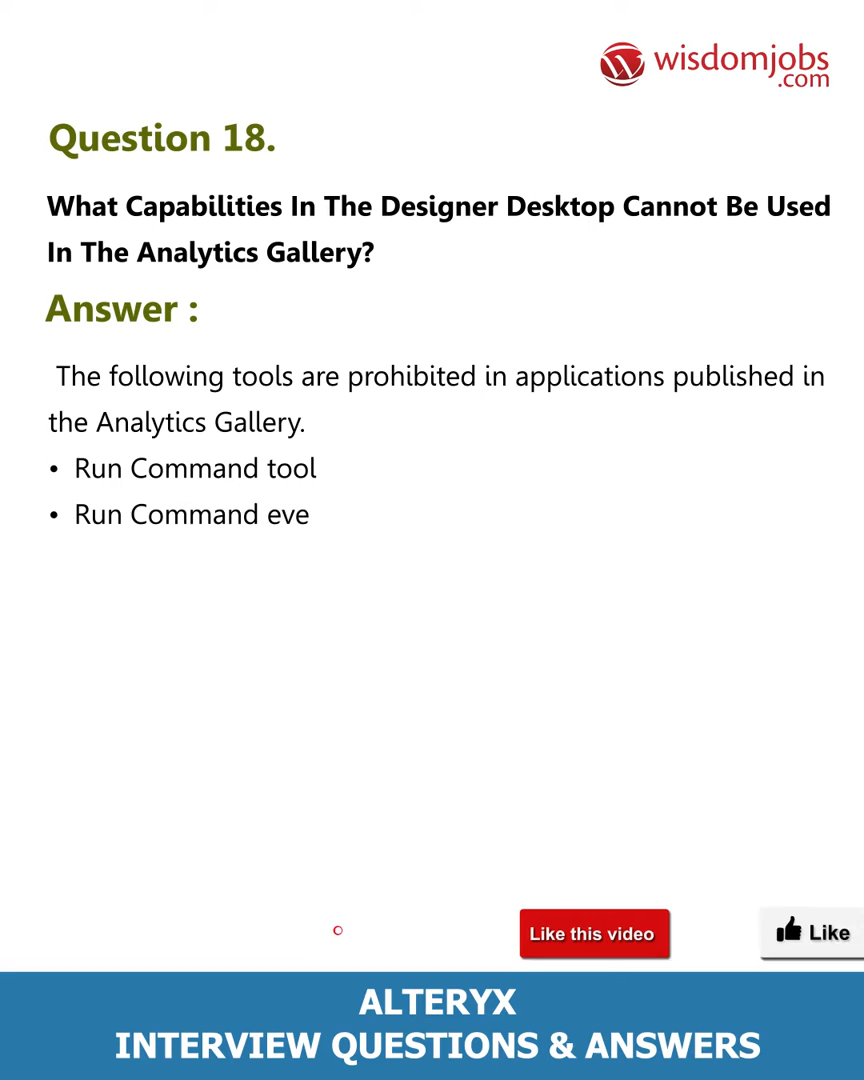 wisdomjobs
.com
Question 18.
What Capabilities In The Designer Desktop Cannot Be Used
In The Analytics Gallery?
Answer :
The following tools are prohibited in applications published in
the Analytics Gallery.
• Run Command tool
• Run Command eve
Like this video
Like
ALTERYX
INTERVIEW QUESTIONS & ANSWERS